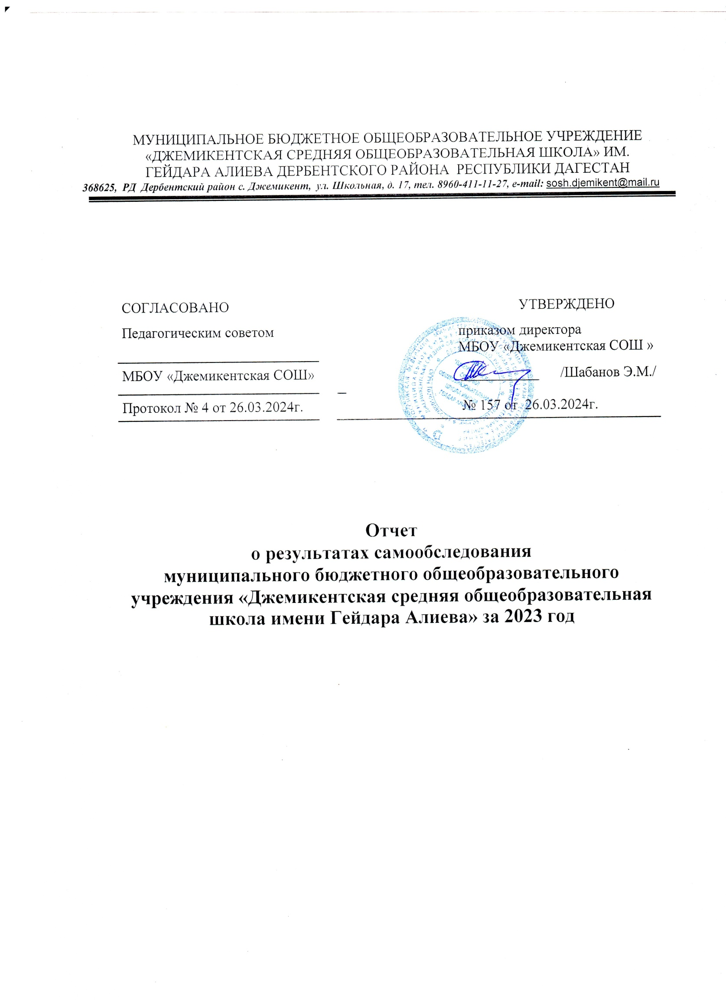 МУНИЦИПАЛЬНОЕ БЮДЖЕТНОЕ ОБЩЕОБРАЗОВАТЕЛЬНОЕ УЧРЕЖДЕНИЕ
«ДЖЕМИКЕНТСКАЯ СРЕДНЯЯ ОБЩЕОБРАЗОВАТЕЛЬНАЯ ШКОЛА» ИМ.
ГЕЙДАРА АЛИЕВА ДЕРБЕНТСКОГО РАЙОНА РЕСПУБЛИКИ ДАГЕСТАН
368625, РД Дербентский район с. Джемикент, ул. Школьная, д. 17, тел. 8960-411-11-27, e-mail: sosh.djemikent@mail.ru
СОГЛАСОВАНО
Педагогическим советом
МБОУ «Джемикентская СОШ»
Протокол № 4 от 26.03.2024г.
УТВЕРЖДЕНО
приказом директора
МБОУ «Джемикентская СОШ »
/Шабанов Э.М./
№ 157 от 26.03.2024г.
Отчет
о результатах самообследования
муниципального бюджетного общеобразовательного
учреждения «Джемикентская средняя общеобразовательная
школа имени Гейдара Алиева» за 2023 год